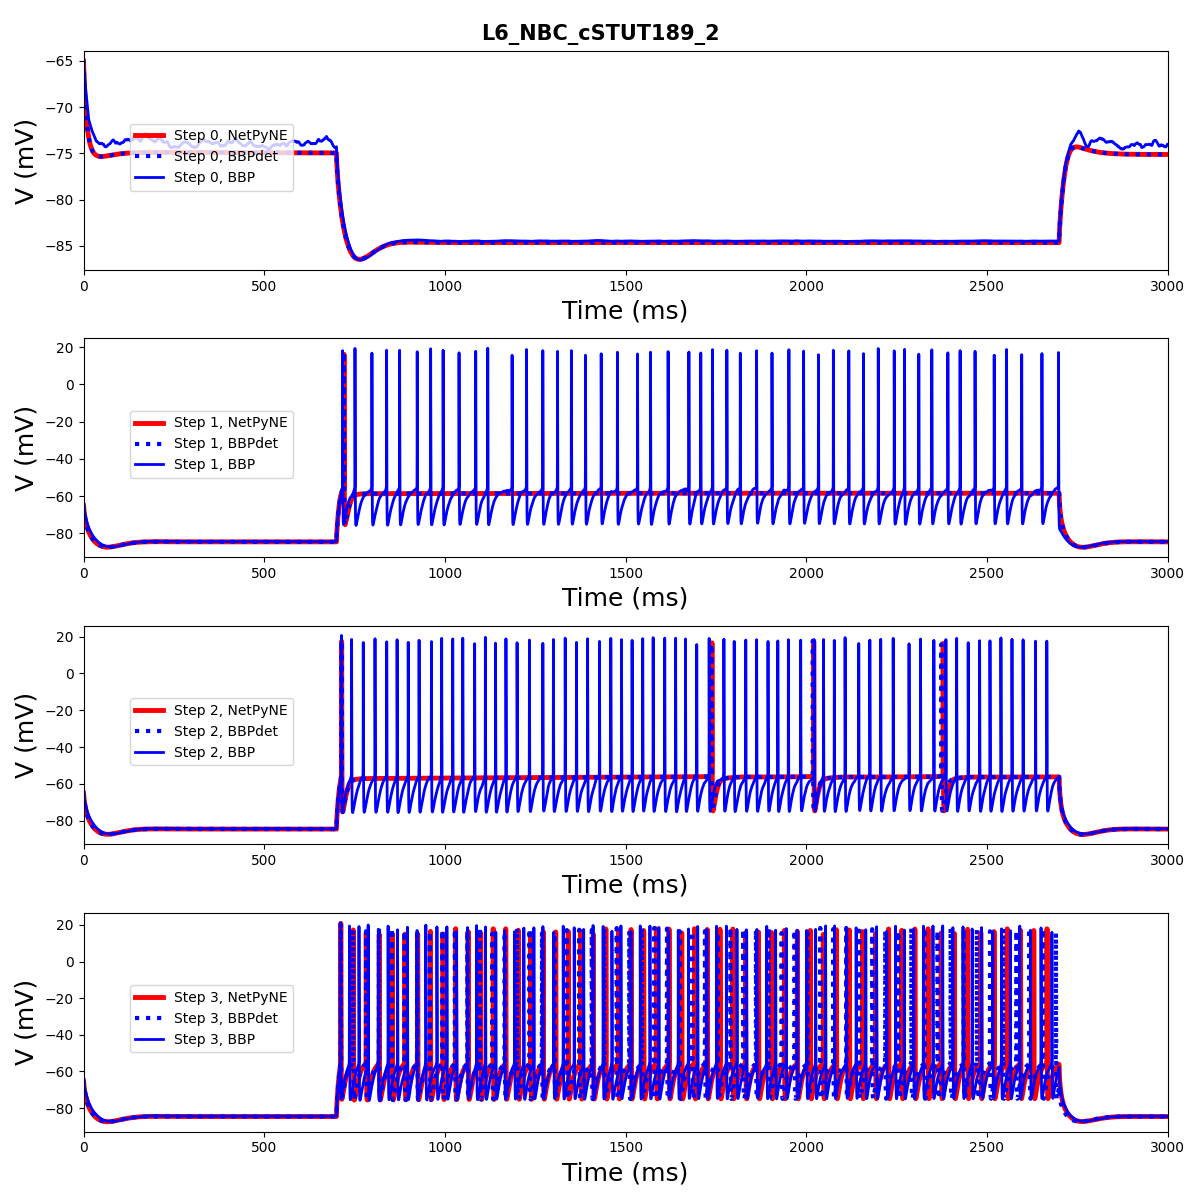 L6_NBC_cSTUT189_2
−65
−70
−75
−80
−85
V (mV)
Step 0, NetPyNE
Step 0, BBPdet
Step 0, BBP
0 500 1000 1500 2000 2500 3000
Time (ms)
20
0
−20
−40
−60
−80
V (mV)
Step 1, NetPyNE
Step 1, BBPdet
Step 1, BBP
0 500 1000 1500 2000 2500 3000
Time (ms)
20
0
−20
−40
−60
−80
V (mV)
Step 2, NetPyNE
Step 2, BBPdet
Step 2, BBP
0 500 1000 1500 2000 2500 3000
Time (ms)
20
0
−20
−40
−60
−80
V (mV)
Step 3, NetPyNE
Step 3, BBPdet
Step 3, BBP
0 500 1000 1500 2000 2500 3000
Time (ms)